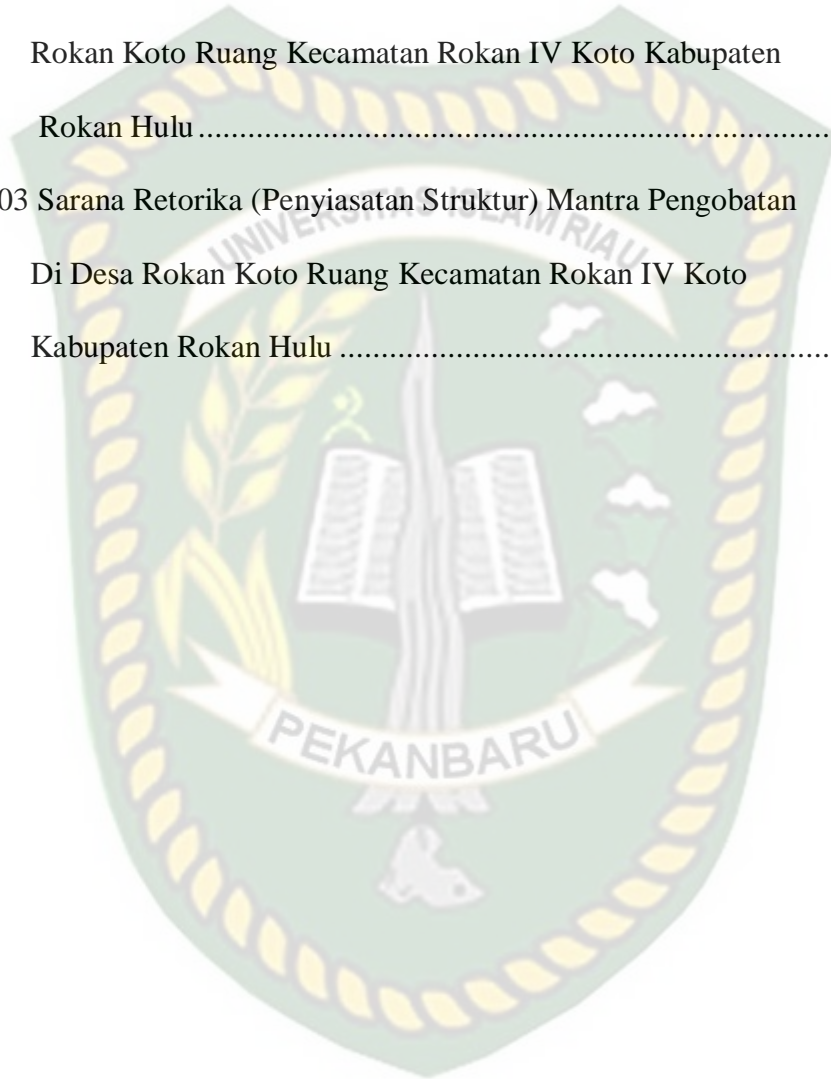 Rokan Koto Ruang Kecamatan Rokan IV Koto Kabupaten
Rokan Hulu ............................................................................
03 Sarana Retorika (Penyiasatan Struktur) Mantra Pengobatan
Di Desa Rokan Koto Ruang Kecamatan Rokan IV Koto
Kabupaten Rokan Hulu ...........................................................
UNIVERSITAS ISLAM RIAU
PEKANBARU